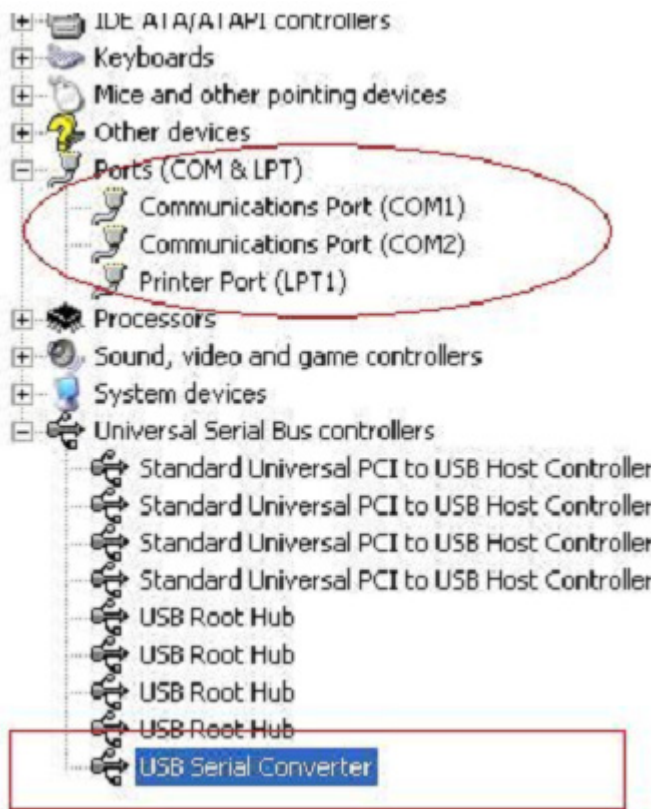 IDE ATA/ATAPI controllers
Keyboards
Mice and other pointing devices
Other devices
Ports (COM & LPT)
Communications Port (COM1)
Communications Port (COM2)
Printer Port (LPT1)
Processors
Sound, video and game controllers
System devices
Universal Serial Bus controllers
Standard Universal PCI to USB Host Controller
Standard Universal PCI to USB Host Controller
Standard Universal PCI to USB Host Controller
Standard Universal PCI to USB Host Controller
USB Root Hub
USB Root Hub
USB Root Hub
USB Root Hub
USB Serial Converter